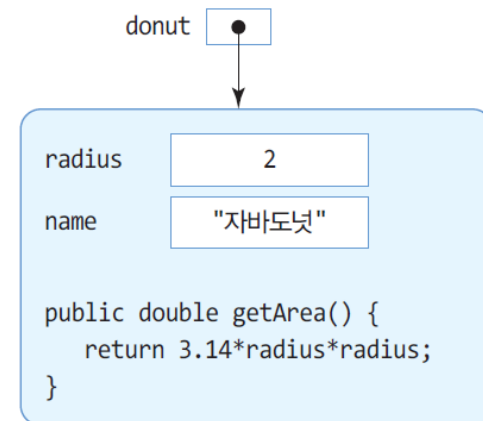 donut
radius 2
name "자바도넛"
public double getArea() {
return 3.14*radius*radius;
}